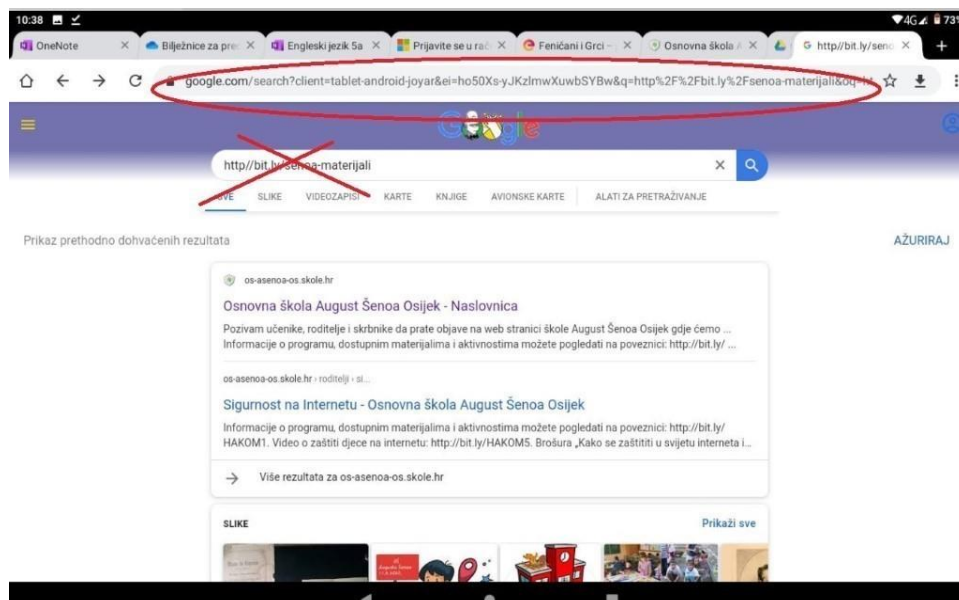 10:38
4G 73%
OneNote
Bilježnice za pre
Engleski jezik 5a
Prijavite se u rač
Feničani i Grci -
Osnovna škola
http//bit.ly/seno
google.com/search?client=tablet-android-joyar&ei=ho50Xs-yJKzlmwXuwbSYBw&q=http%2F%2Fbit.ly%2Fsenoa-materijali&oq=ht
Google
http//bit.ly/senoa-materijali
SVE SLIKE VIDEOZAPISI KARTE KNJIGE AVIONSKE KARTE ALATI ZA PRETRAŽIVANJE
Prikaz prethodno dohvaćenih rezultata
AŽURIRAJ
os-asenoa-os.skole.hr
Osnovna škola August Šenoa Osijek - Naslovnica
Pozivam učenike, roditelje i skrbnike da prate objave na web stranici škole August Šenoa Osijek gdje ćemo ...
Informacije o programu, dostupnim materijalima i aktivnostima možete pogledati na poveznici: http://bit.ly/ ...
os-asenoa-os.skole.hr › roditelji › si...
Sigurnost na Internetu - Osnovna škola August Šenoa Osijek
Informacije o programu, dostupnim materijalima i aktivnostima možete pogledati na poveznici: http://bit.ly/
HAKOM1. Video o zaštiti djece na internetu: http://bit.ly/HAKOM5. Brošura „Kako se zaštititi u svijetu interneta i...
Više rezultata za os-asenoa-os.skole.hr
SLIKE
Prikaži sve